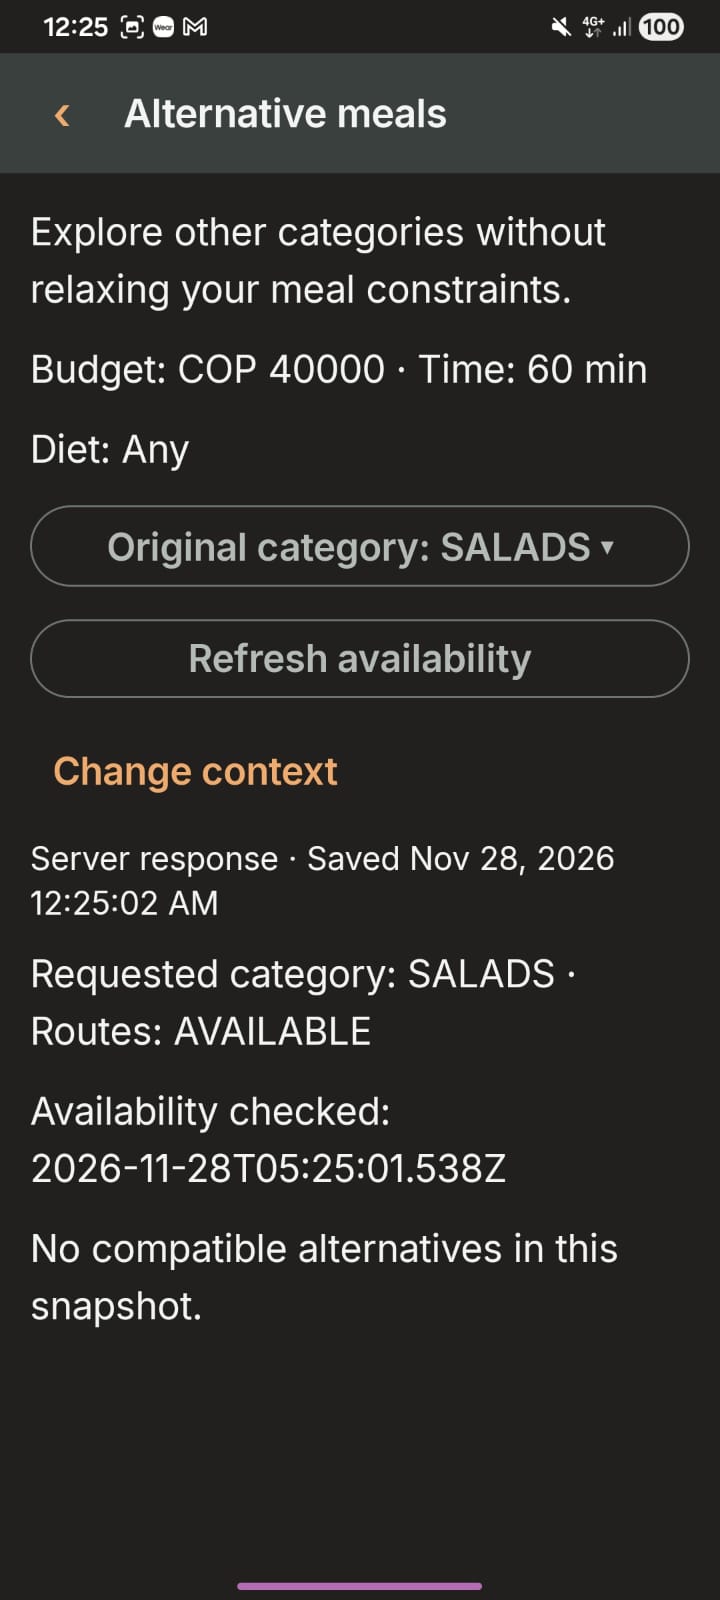 12:25
Wear
4G+
100
‹ Alternative meals
Explore other categories without
relaxing your meal constraints.
Budget: COP 40000 · Time: 60 min
Diet: Any
Original category: SALADS ▾
Refresh availability
Change context
Server response · Saved Nov 28, 2026
12:25:02 AM
Requested category: SALADS ·
Routes: AVAILABLE
Availability checked:
2026-11-28T05:25:01.538Z
No compatible alternatives in this
snapshot.